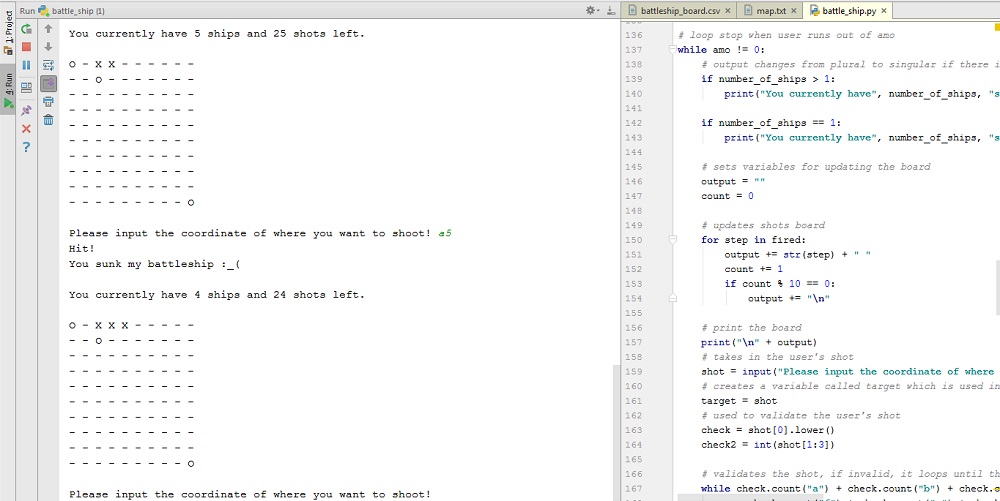 Run battle_ship (1)
1: Project
4: Run
You currently have 5 ships and 25 shots left.
O - X X - - - - - -
- - O - - - - - - -
- - - - - - - - - -
- - - - - - - - - -
- - - - - - - - - -
- - - - - - - - - -
- - - - - - - - - -
- - - - - - - - - -
- - - - - - - - - -
- - - - - - - - - O
Please input the coordinate of where you want to shoot! a5
Hit!
You sunk my battleship :_(
You currently have 4 ships and 24 shots left.
O - X X X - - - - -
- - O - - - - - - -
- - - - - - - - - -
- - - - - - - - - -
- - - - - - - - - -
- - - - - - - - - -
- - - - - - - - - -
- - - - - - - - - -
- - - - - - - - - -
- - - - - - - - - O
Please input the coordinate of where you want to shoot!
battleship_board.csv × map.txt × battle_ship.py ×
136 # loop stop when user runs out of amo
137 while amo != 0:
138 # output changes from plural to singular if there i
139 if number_of_ships > 1:
140 print("You currently have", number_of_ships, "s
141
142 if number_of_ships == 1:
143 print("You currently have", number_of_ships, "s
144
145 # sets variables for updating the board
146 output = ""
147 count = 0
148
149 # updates shots board
150 for step in fired:
151 output += str(step) + " "
152 count += 1
153 if count % 10 == 0:
154 output += "\n"
155
156 # print the board
157 print("\n" + output)
158 # takes in the user's shot
159 shot = input("Please input the coordinate of where
160 # creates a variable called target which is used in
161 target = shot
162 # used to validate the user's shot
163 check = shot[0].lower()
164 check2 = int(shot[1:3])
165
166 # validates the shot, if invalid, it loops until th
167 while check.count("a") + check.count("b") + check.c